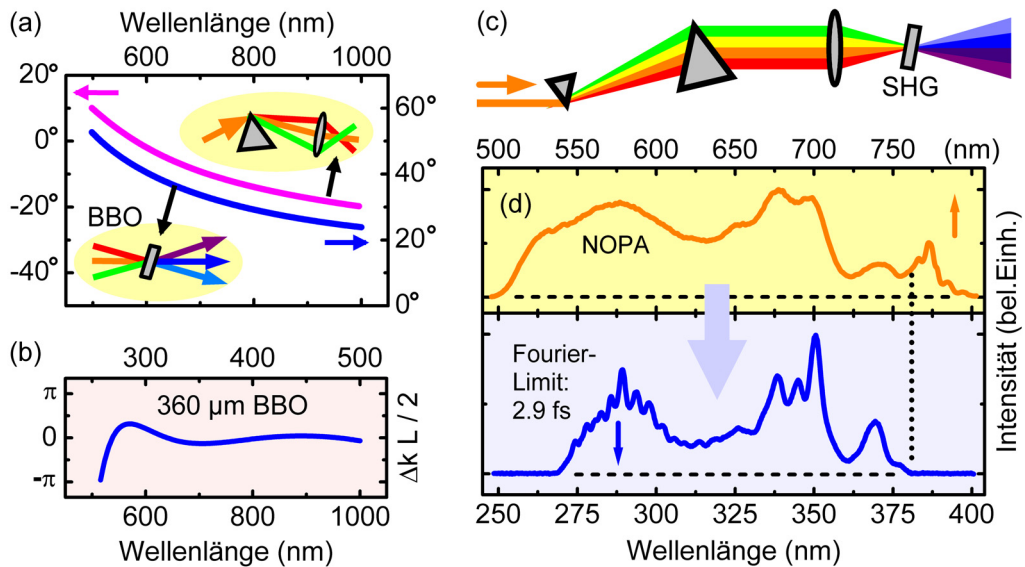 (a) Wellenlänge (nm)
600 800 1000
20°
0°
-20°
-40°
60°
40°
20°
0°
BBO
(b)
300 400 500
360 µm BBO
π
0
-π
Δk L / 2
600 800 1000
Wellenlänge (nm)
(c)
SHG
500 550 600 650 700 750 (nm)
(d)
NOPA
Fourier-
Limit:
2.9 fs
Intensität (bel.Einh.)
250 275 300 325 350 375 400
Wellenlänge (nm)